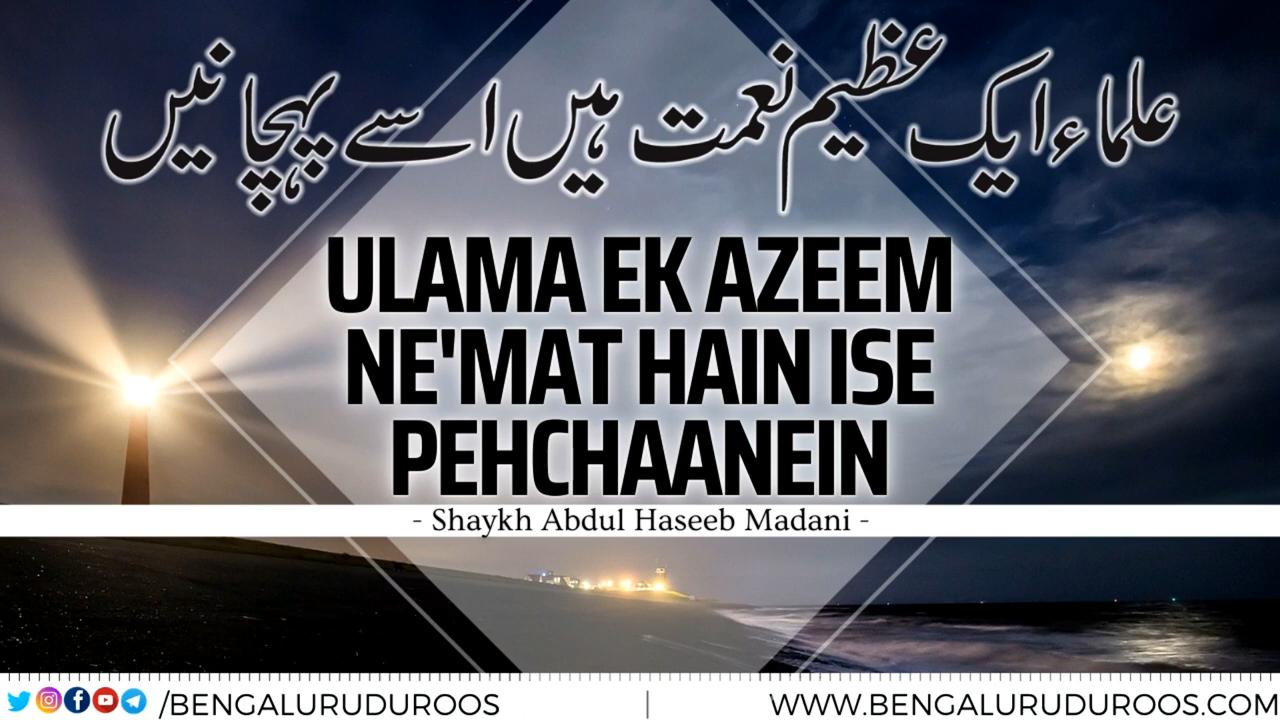 علماء ایک عظیم نعمت ہیں اسے پہچانیں
ULAMA EK AZEEM
NE'MAT HAIN ISE
PEHCHAANEIN
- Shaykh Abdul Haseeb Madani -
/BENGALURUDUROOS | WWW.BENGALURUDUROOS.COM